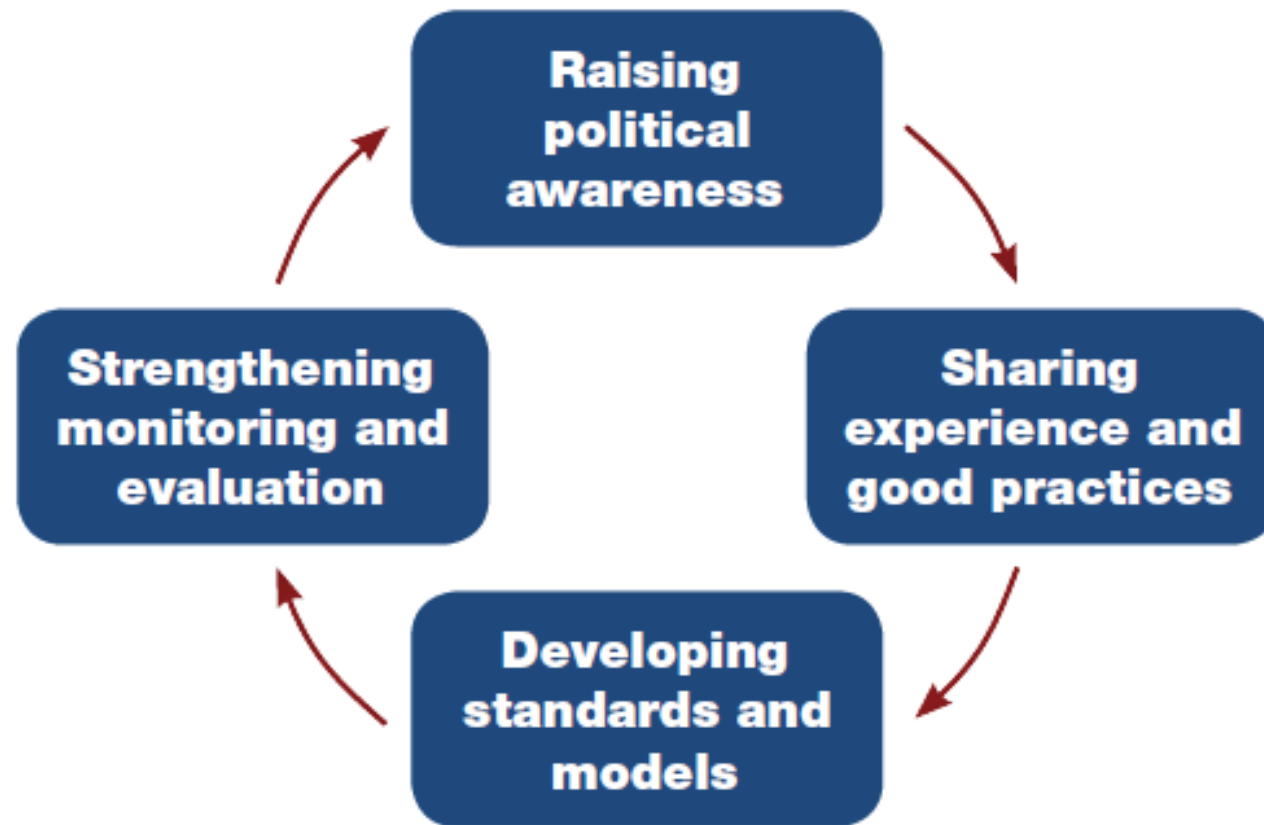 Raising
political
awareness
Strengthening
monitoring and
evaluation
Sharing
experience and
good practices
Developing
standards and
models